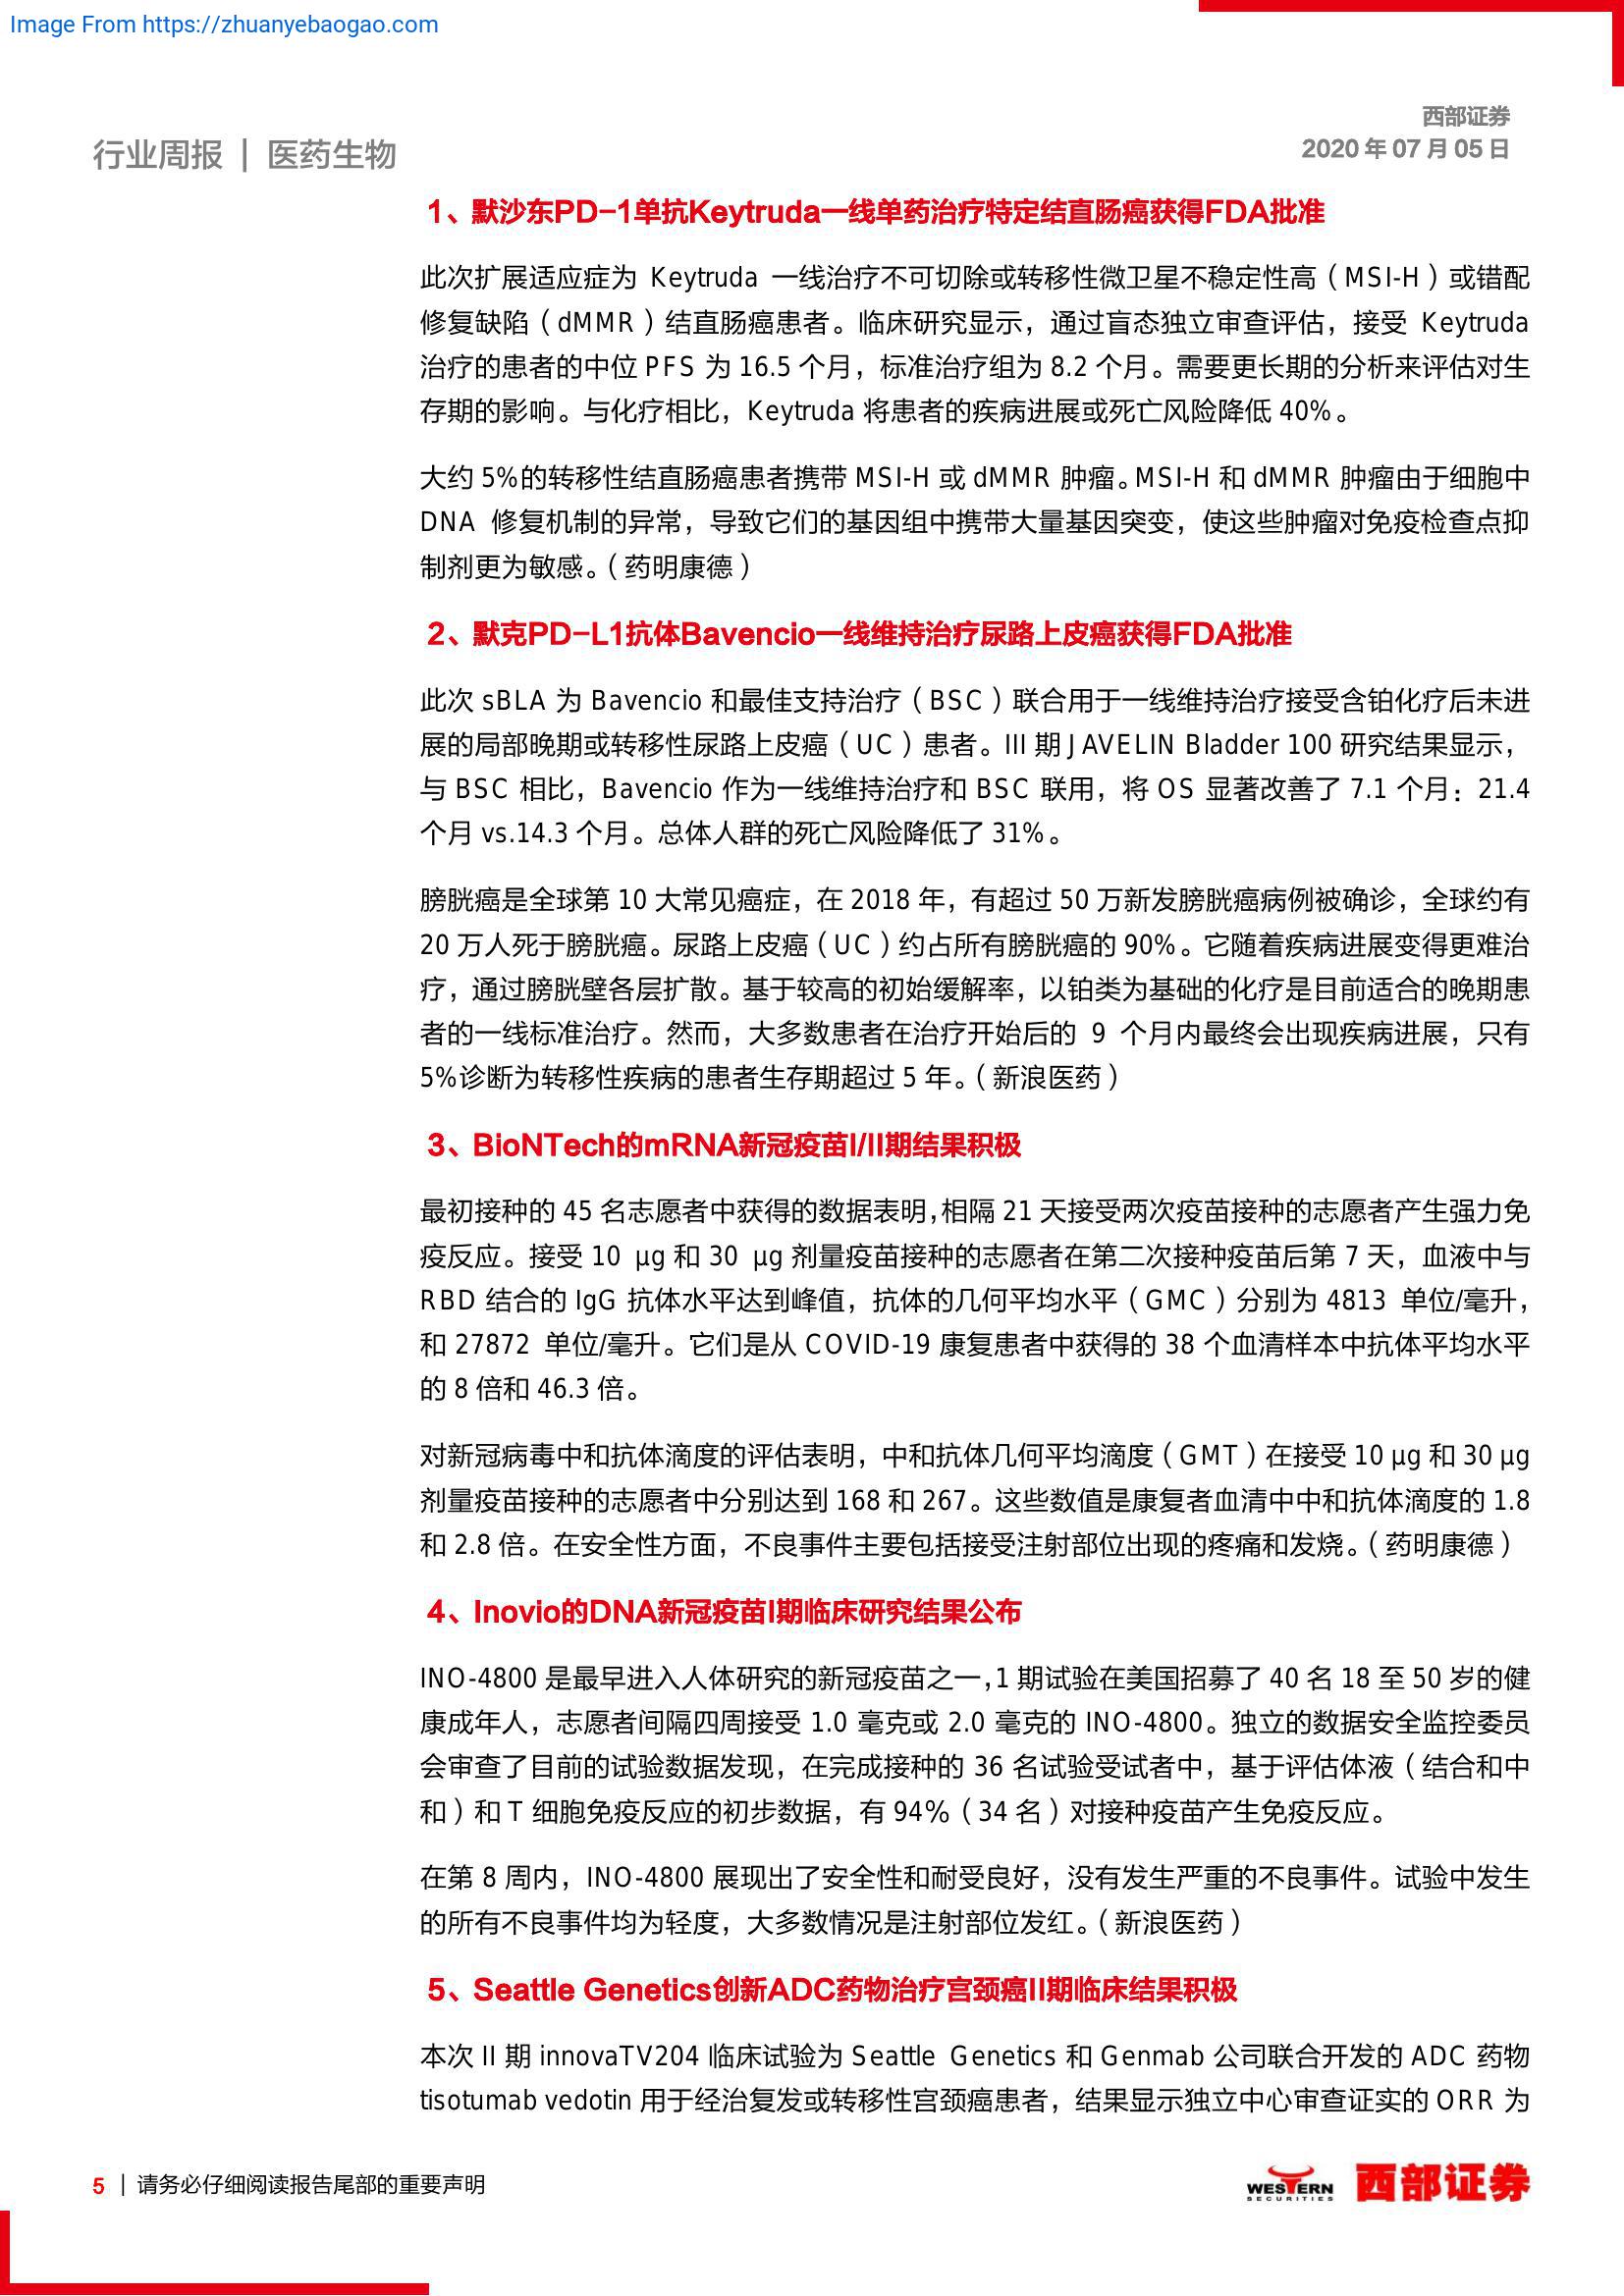 Image From https://zhuanyebaogao.com
西部证券
行业周报 | 医药生物
2020 年 07 月 05 日
1、默沙东PD-1单抗Keytruda一线单药治疗特定结直肠癌获得FDA批准
此次扩展适应症为 Keytruda 一线治疗不可切除或转移性微卫星不稳定性高（MSI-H）或错配
修复缺陷（dMMR）结直肠癌患者。临床研究显示，通过盲态独立审查评估，接受 Keytruda
治疗的患者的中位 PFS 为 16.5 个月，标准治疗组为 8.2 个月。需要更长期的分析来评估对生
存期的影响。与化疗相比，Keytruda 将患者的疾病进展或死亡风险降低 40%。
大约 5%的转移性结直肠癌患者携带 MSI-H 或 dMMR 肿瘤。MSI-H 和 dMMR 肿瘤由于细胞中
DNA 修复机制的异常，导致它们的基因组中携带大量基因突变，使这些肿瘤对免疫检查点抑
制剂更为敏感。（药明康德）
2、默克PD-L1抗体Bavencio一线维持治疗尿路上皮癌获得FDA批准
此次 sBLA 为 Bavencio 和最佳支持治疗（BSC）联合用于一线维持治疗接受含铂化疗后未进
展的局部晚期或转移性尿路上皮癌（UC）患者。III 期 JAVELIN Bladder 100 研究结果显示，
与 BSC 相比，Bavencio 作为一线维持治疗和 BSC 联用，将 OS 显著改善了 7.1 个月：21.4
个月 vs.14.3 个月。总体人群的死亡风险降低了 31%。
膀胱癌是全球第 10 大常见癌症，在 2018 年，有超过 50 万新发膀胱癌病例被确诊，全球约有
20 万人死于膀胱癌。尿路上皮癌（UC）约占所有膀胱癌的 90%。它随着疾病进展变得更难治
疗，通过膀胱壁各层扩散。基于较高的初始缓解率，以铂类为基础的化疗是目前适合的晚期患
者的一线标准治疗。然而，大多数患者在治疗开始后的 9 个月内最终会出现疾病进展，只有
5%诊断为转移性疾病的患者生存期超过 5 年。（新浪医药）
3、BioNTech的mRNA新冠疫苗I/II期结果积极
最初接种的 45 名志愿者中获得的数据表明，相隔 21 天接受两次疫苗接种的志愿者产生强力免
疫反应。接受 10 μg 和 30 μg 剂量疫苗接种的志愿者在第二次接种疫苗后第 7 天，血液中与
RBD 结合的 IgG 抗体水平达到峰值，抗体的几何平均水平（GMC）分别为 4813 单位/毫升，
和 27872 单位/毫升。它们是从 COVID-19 康复患者中获得的 38 个血清样本中抗体平均水平
的 8 倍和 46.3 倍。
对新冠病毒中和抗体滴度的评估表明，中和抗体几何平均滴度（GMT）在接受 10 μg 和 30 μg
剂量疫苗接种的志愿者中分别达到 168 和 267。这些数值是康复者血清中中和抗体滴度的 1.8
和 2.8 倍。在安全性方面，不良事件主要包括接受注射部位出现的疼痛和发烧。（药明康德）
4、Inovio的DNA新冠疫苗I期临床研究结果公布
INO-4800 是最早进入人体研究的新冠疫苗之一，1 期试验在美国招募了 40 名 18 至 50 岁的健
康成年人，志愿者间隔四周接受 1.0 毫克或 2.0 毫克的 INO-4800。独立的数据安全监控委员
会审查了目前的试验数据发现，在完成接种的 36 名试验受试者中，基于评估体液（结合和中
和）和 T 细胞免疫反应的初步数据，有 94%（34 名）对接种疫苗产生免疫反应。
在第 8 周内，INO-4800 展现出了安全性和耐受良好，没有发生严重的不良事件。试验中发生
的所有不良事件均为轻度，大多数情况是注射部位发红。（新浪医药）
5、Seattle Genetics创新ADC药物治疗宫颈癌II期临床结果积极
本次 II 期 innovaTV204 临床试验为 Seattle Genetics 和 Genmab 公司联合开发的 ADC 药物
tisotumab vedotin 用于经治复发或转移性宫颈癌患者，结果显示独立中心审查证实的 ORR 为
5 | 请务必仔细阅读报告尾部的重要声明
WESTERN
SECURITIES
西部证券